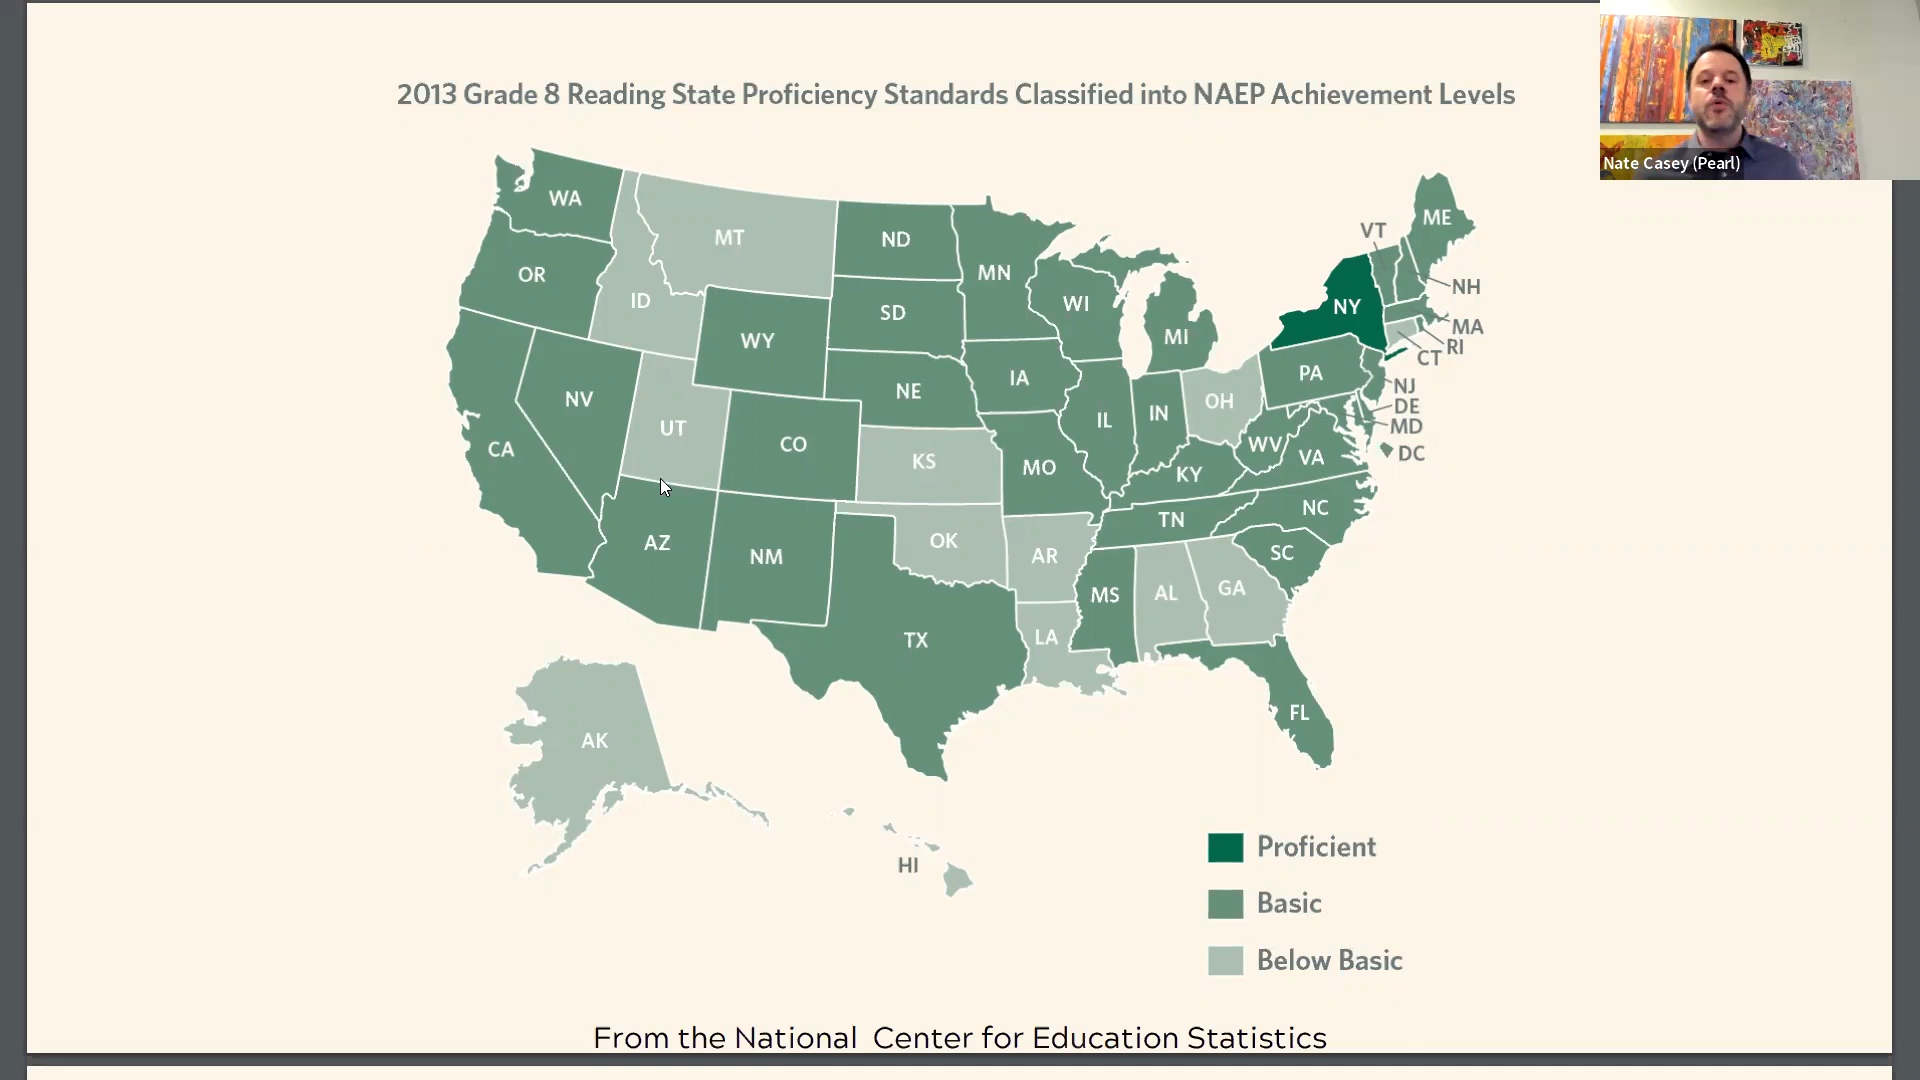 2013 Grade 8 Reading State Proficiency Standards Classified into NAEP Achievement Levels
Nate Casey (Pearl)
WA
MT
ND
MN
VT
ME
OR
ID
SD
WI
MI
NY
NH
MA
RI
CT
WY
IA
NE
PA
NJ
DE
MD
DC
NV
UT
CO
KS
MO
IL
IN
OH
WV
VA
KY
CA
AZ
NM
OK
AR
TN
NC
SC
MS
AL
GA
TX
LA
FL
AK
HI
Proficient
Basic
Below Basic
From the National Center for Education Statistics